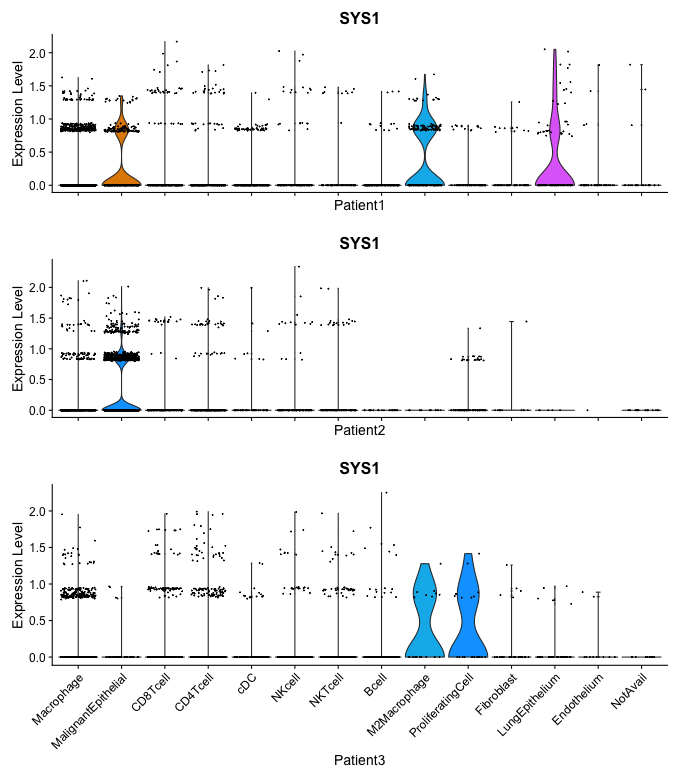 SYS1
Expression Level
2.0
1.5
1.0
0.5
0.0
Patient1
SYS1
Expression Level
2.0
1.5
1.0
0.5
0.0
Patient2
SYS1
Expression Level
2.0
1.5
1.0
0.5
0.0
Macrophage
MalignantEpithelial
CD8Tcell
CD4Tcell
cDC
NKcell
NKTcell
Bcell
M2Macrophage
ProliferatingCell
Fibroblast
LungEpithelium
Endothelium
NotAvail
Patient3